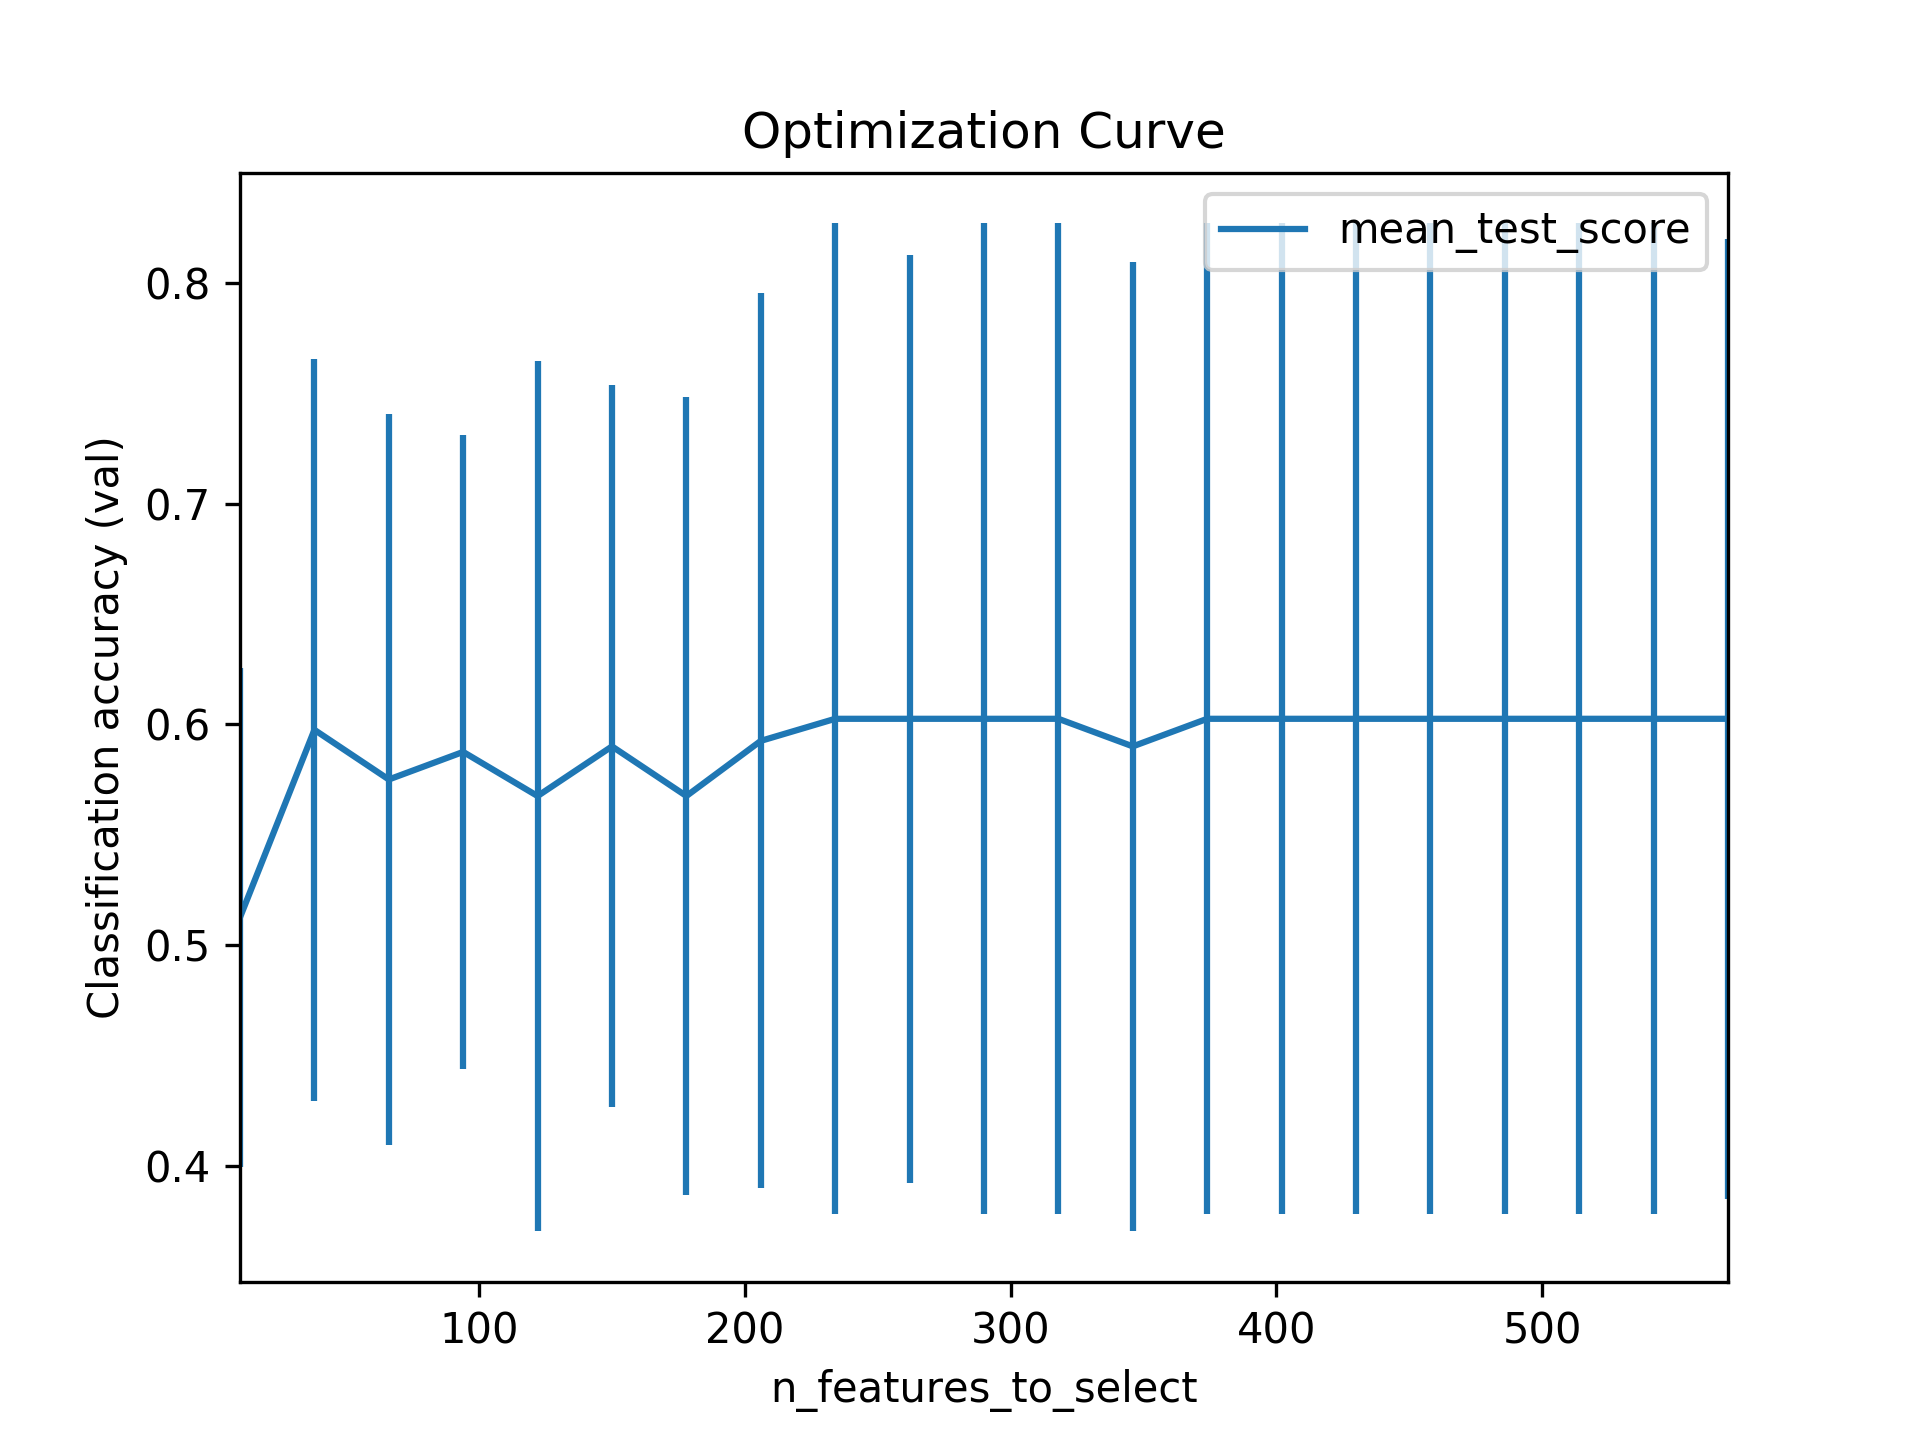 Optimization Curve
mean_test_score
0.8
0.7
0.6
0.5
0.4
Classification accuracy (val)
100 200 300 400 500
n_features_to_select